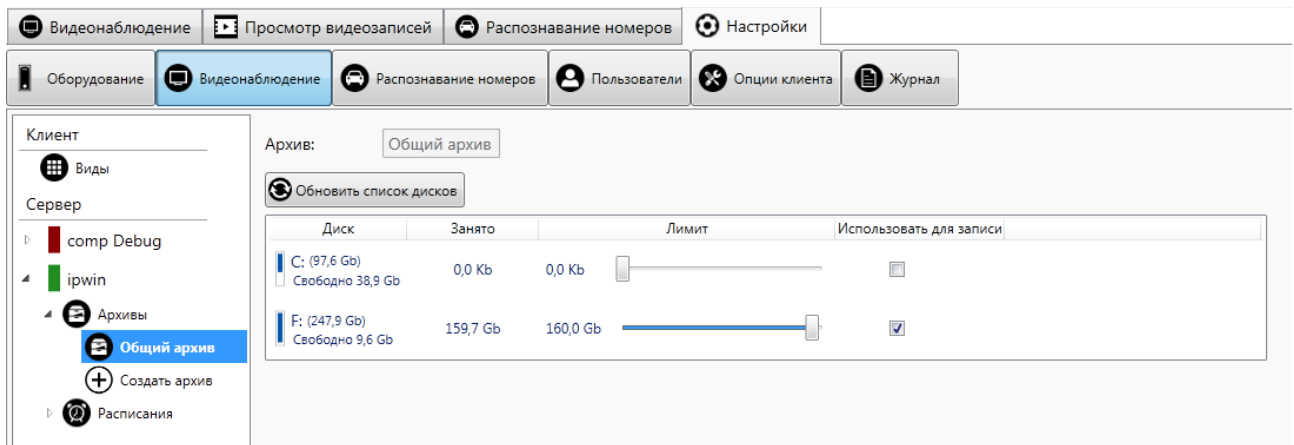 Видеонаблюдение Просмотр видеозаписей Распознавание номеров Настройки
Оборудование Видеонаблюдение Распознавание номеров Пользователи Опции клиента Журнал
Клиент
Виды
Сервер
comp Debug
ipwin
Архивы
Общий архив
Создать архив
Расписания
Архив: Общий архив
Обновить список дисков
Диск Занято Лимит Использовать для записи
C: (97,6 Gb)
Свободно 38,9 Gb
0,0 Kb 0,0 Kb
F: (247,9 Gb)
Свободно 9,6 Gb
159,7 Gb 160,0 Gb